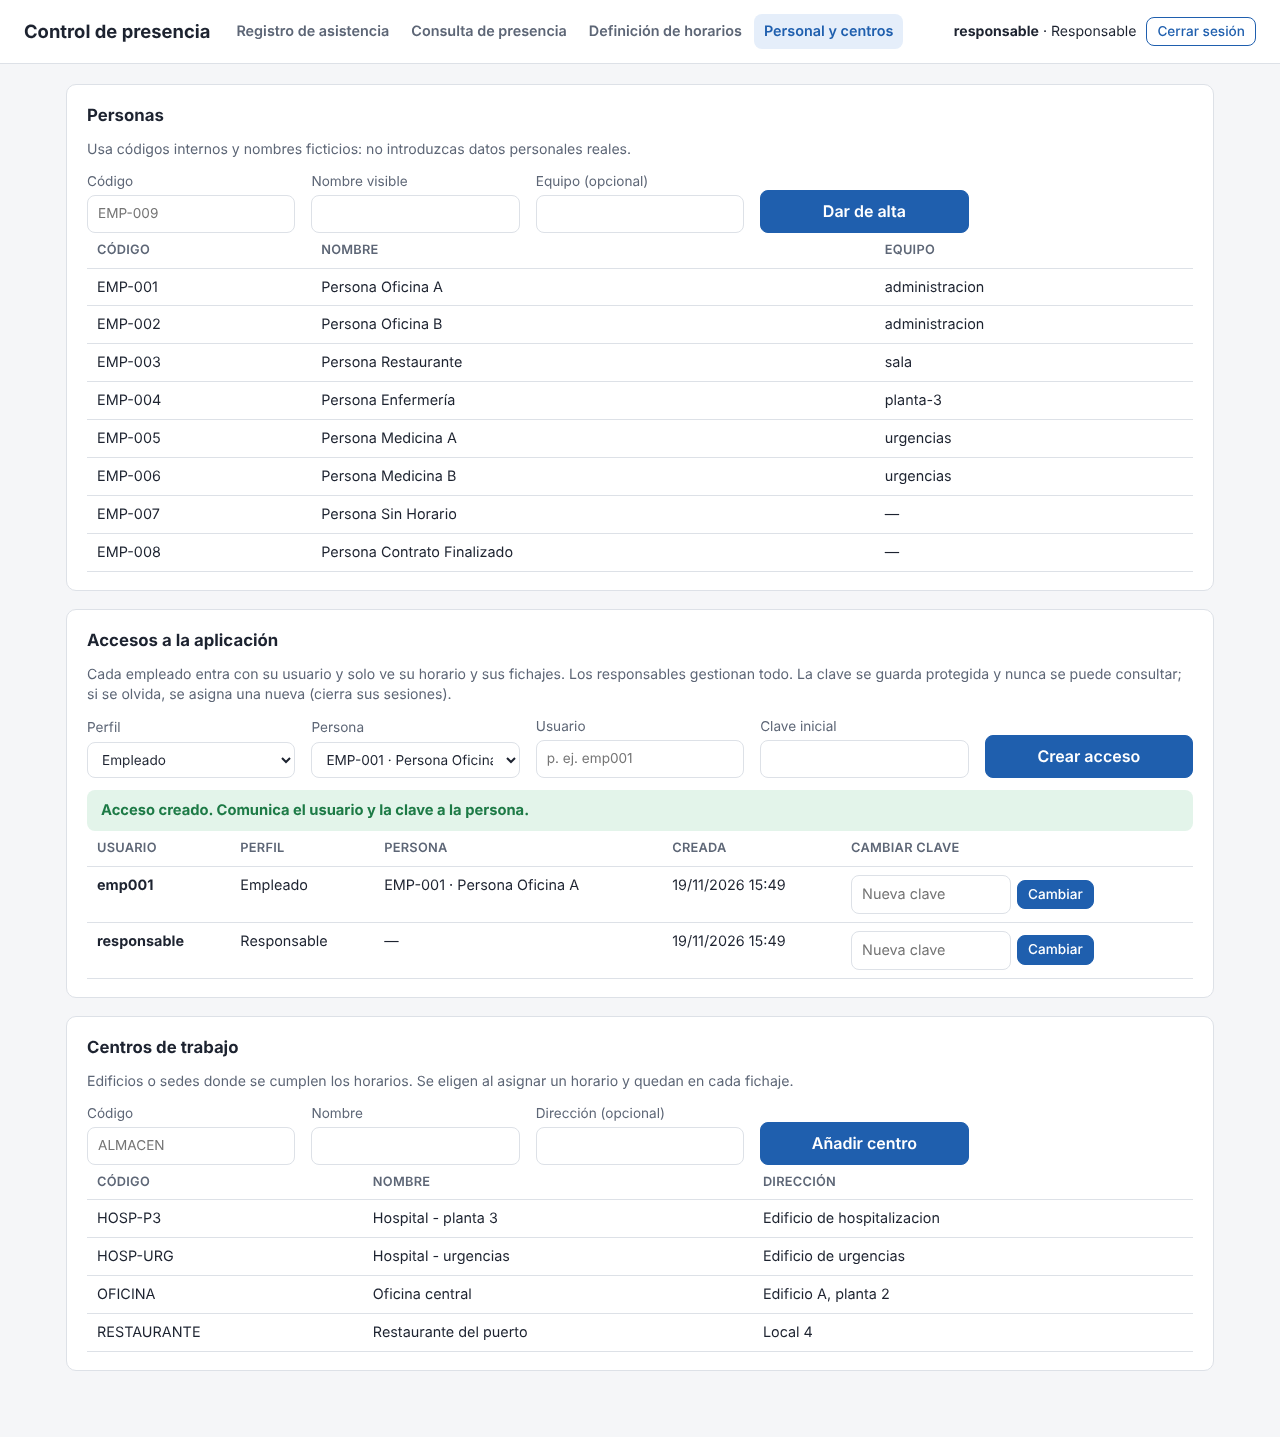 Control de presencia Registro de asistencia Consulta de presencia Definición de horarios Personal y centros responsable · Responsable Cerrar sesión
Personas
Usa códigos internos y nombres ficticios: no introduzcas datos personales reales.
Código Nombre visible Equipo (opcional)
EMP-009 Dar de alta
CÓDIGO NOMBRE EQUIPO
EMP-001 Persona Oficina A administracion
EMP-002 Persona Oficina B administracion
EMP-003 Persona Restaurante sala
EMP-004 Persona Enfermería planta-3
EMP-005 Persona Medicina A urgencias
EMP-006 Persona Medicina B urgencias
EMP-007 Persona Sin Horario —
EMP-008 Persona Contrato Finalizado —
Accesos a la aplicación
Cada empleado entra con su usuario y solo ve su horario y sus fichajes. Los responsables gestionan todo. La clave se guarda protegida y nunca se puede consultar;
si se olvida, se asigna una nueva (cierra sus sesiones).
Perfil Persona Usuario Clave inicial
Empleado EMP-001 · Persona Oficina p. ej. emp001 Crear acceso
Acceso creado. Comunica el usuario y la clave a la persona.
USUARIO PERFIL PERSONA CREADA CAMBIAR CLAVE
emp001 Empleado EMP-001 · Persona Oficina A 19/11/2026 15:49 Nueva clave Cambiar
responsable Responsable — 19/11/2026 15:49 Nueva clave Cambiar
Centros de trabajo
Edificios o sedes donde se cumplen los horarios. Se eligen al asignar un horario y quedan en cada fichaje.
Código Nombre Dirección (opcional)
ALMACEN Añadir centro
CÓDIGO NOMBRE DIRECCIÓN
HOSP-P3 Hospital - planta 3 Edificio de hospitalizacion
HOSP-URG Hospital - urgencias Edificio de urgencias
OFICINA Oficina central Edificio A, planta 2
RESTAURANTE Restaurante del puerto Local 4